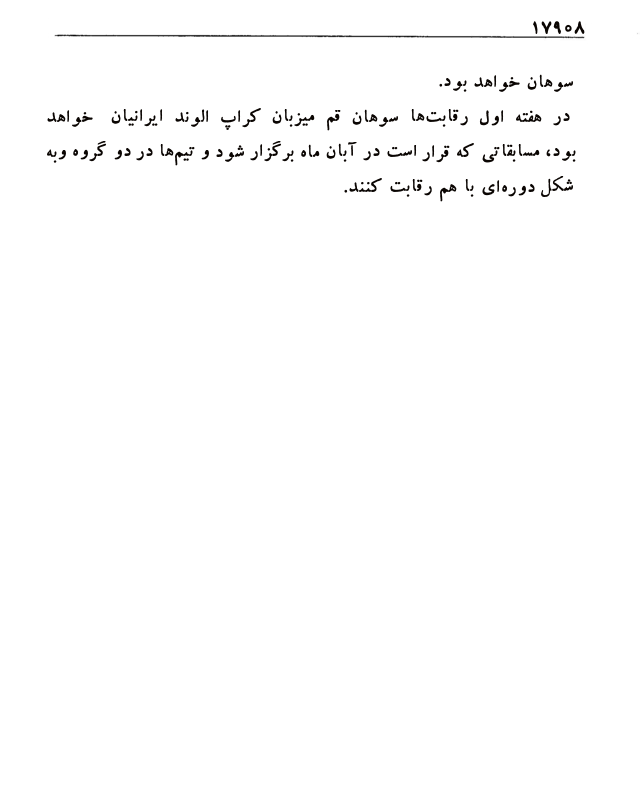 ۱۷۹۰۸
سوهان خواهد بود.
در هفته اول رقابت‌ها سوهان قم میزبان کراپ الوند ایرانیان خواهد
بود، مسابقاتی که قرار است در آبان ماه برگزار شود و تیم‌ها در دو گروه وبه
شکل دوره‌ای با هم رقابت کنند.